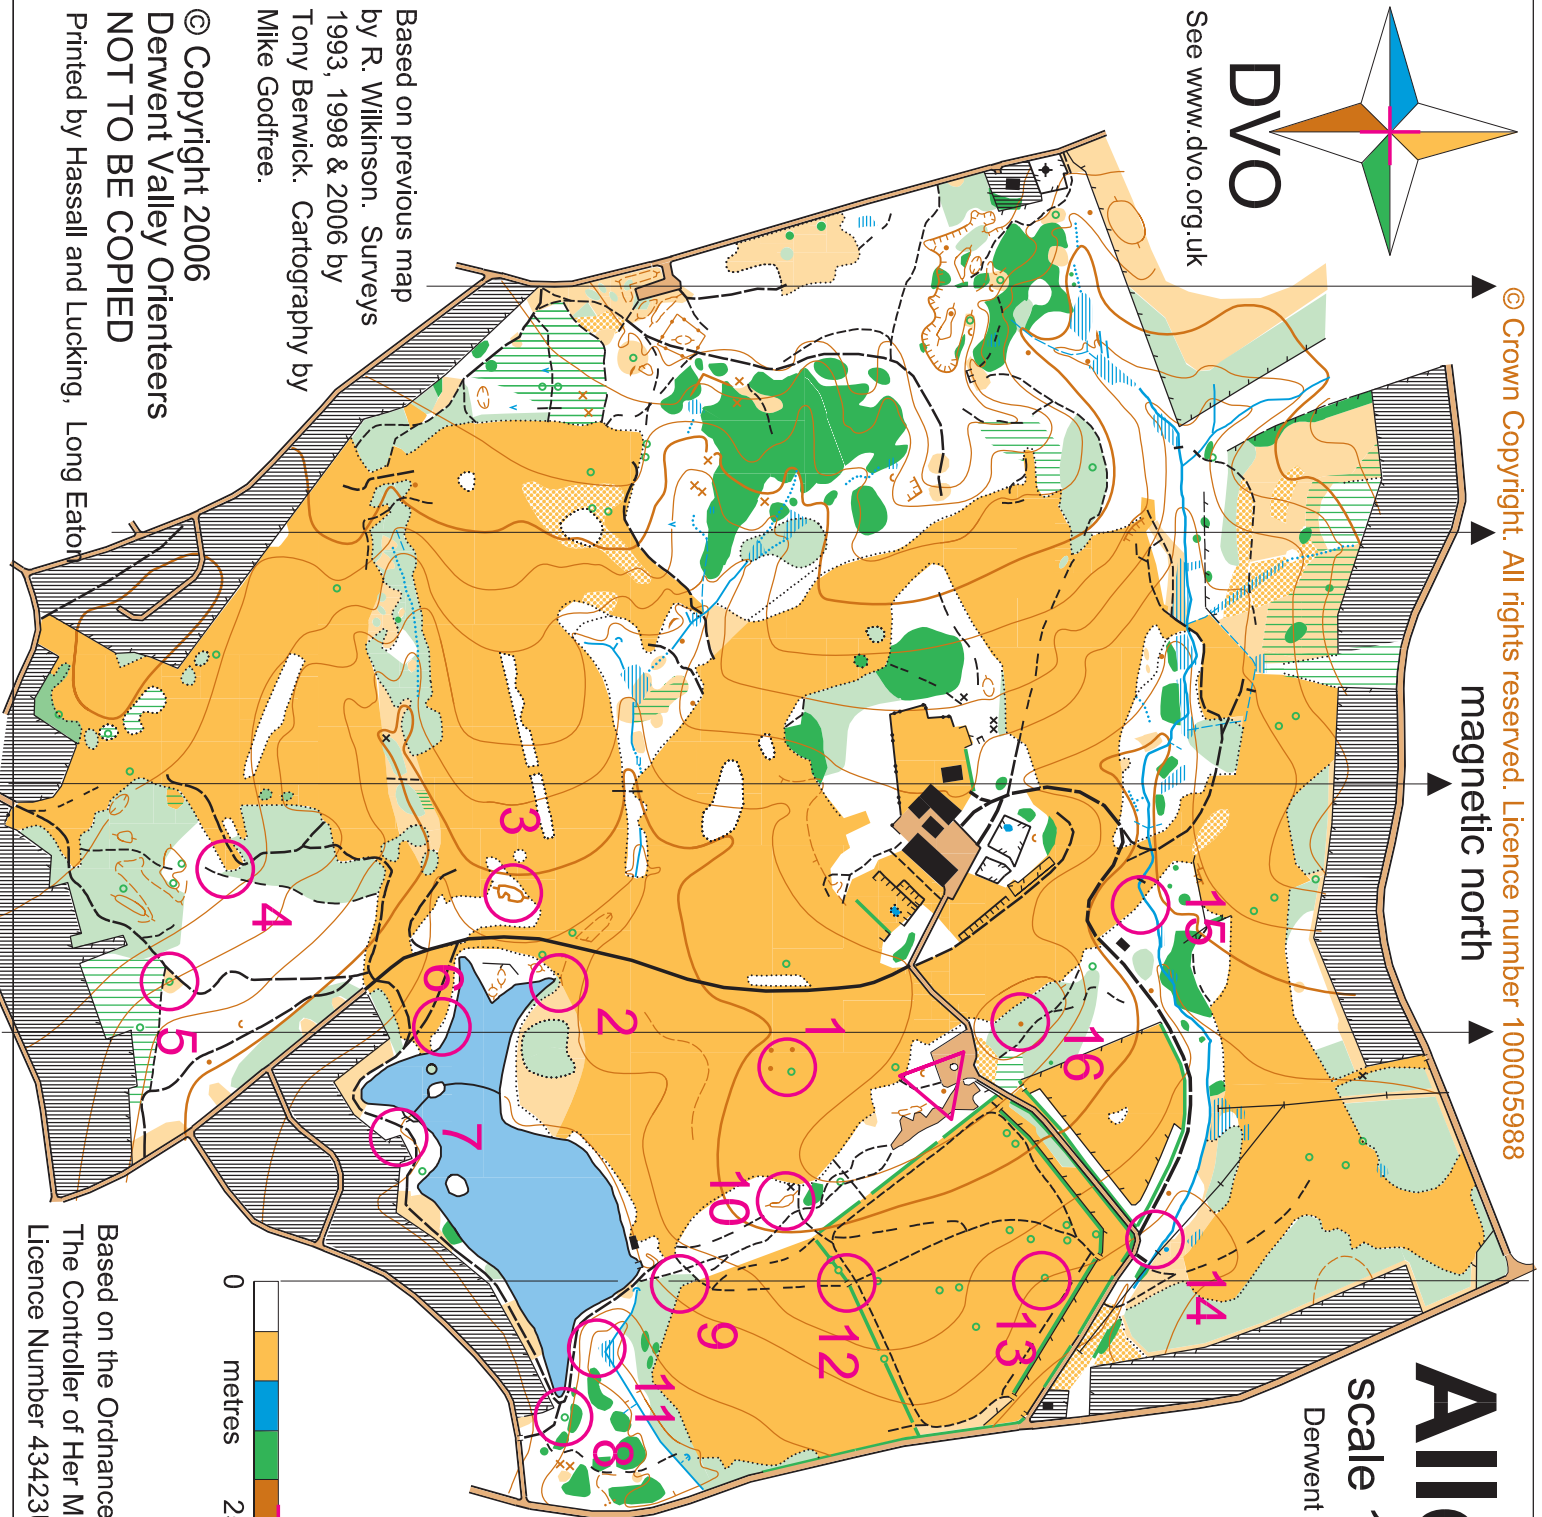 See www.dvo.org.uk
DVO
© Crown Copyright. All rights reserved. Licence number 100005988
magnetic north
Based on previous map
by R. Wilkinson. Surveys
1993, 1998 & 2006 by
Tony Berwick. Cartography by
Mike Godfree.
© Copyright 2006
Derwent Valley Orienteers
NOT TO BE COPIED
Printed by Hassall and Lucking, Long Eaton
scale
Derwent
15
16
14
13
12
1
10
9
2
3
11
8
7
6
4
5
0
metres
Based on the Ordnance
The Controller of Her M
Licence Number 43423